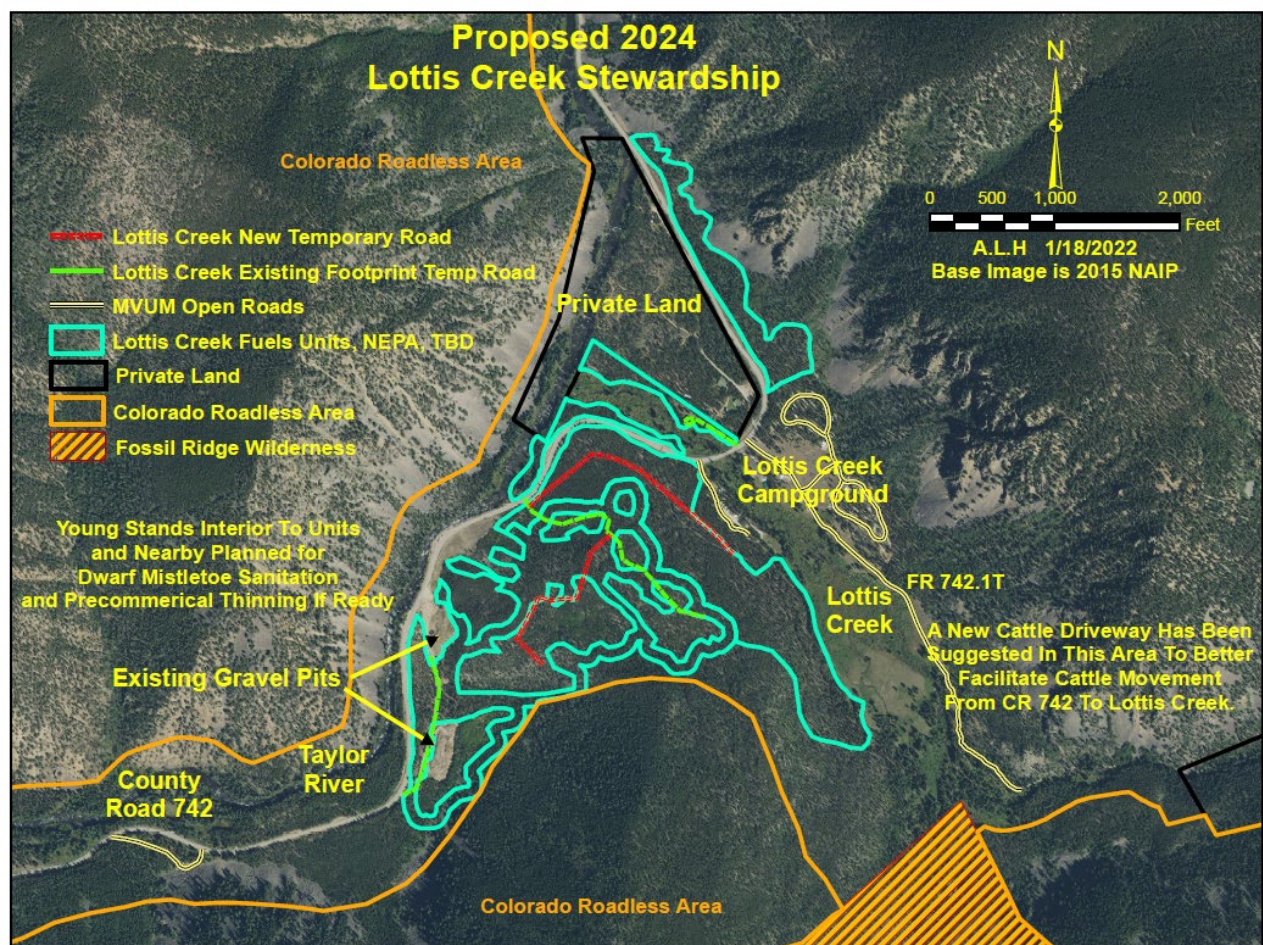 Proposed 2024
Lottis Creek Stewardship
N
Colorado Roadless Area
0 500 1,000 2,000
Feet
A.L.H 1/18/2022
Base Image is 2015 NAIP
Lottis Creek New Temporary Road
Lottis Creek Existing Footprint Temp Road
MVUM Open Roads
Lottis Creek Fuels Units, NEPA, TBD
Private Land
Colorado Roadless Area
Fossil Ridge Wilderness
Private Land
Lottis Creek
Campground
Young Stands Interior To Units
and Nearby Planned for
Dwarf Mistletoe Sanitation
and Precommerical Thinning If Ready
FR 742.1T
Lottis
Creek
A New Cattle Driveway Has Been
Suggested In This Area To Better
Facilitate Cattle Movement
From CR 742 To Lottis Creek.
Existing Gravel Pits
Taylor
River
County
Road 742
Colorado Roadless Area